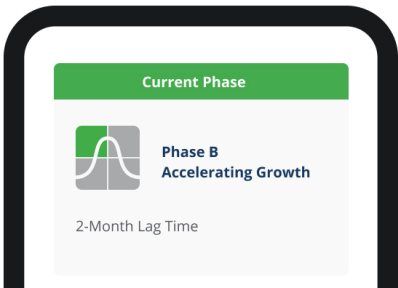 Current Phase
Phase B
Accelerating Growth
2-Month Lag Time